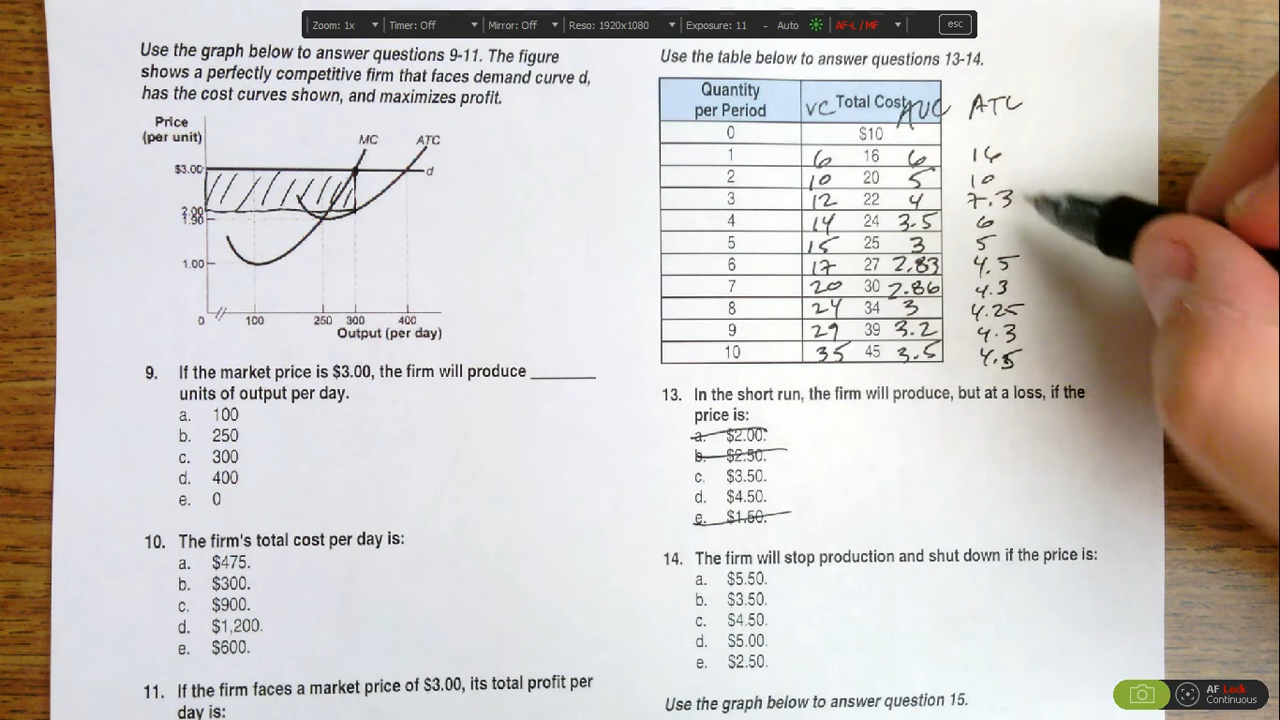 Zoom: 1x Timer: Off Mirror: Off Reso: 1920x1080 Exposure: 11 - Auto AF-L / MF esc
Use the graph below to answer questions 9-11. The figure
shows a perfectly competitive firm that faces demand curve d,
has the cost curves shown, and maximizes profit.
Price
(per unit)
MC ATC
$3.00 d
2.00
1.90
1.00
0 100 250 300 400
Output (per day)
9. If the market price is $3.00, the firm will produce ______
units of output per day.
a. 100
b. 250
c. 300
d. 400
e. 0
10. The firm's total cost per day is:
a. $475.
b. $300.
c. $900.
d. $1,200.
e. $600.
11. If the firm faces a market price of $3.00, its total profit per
day is:
Use the table below to answer questions 13-14.
Quantity
per Period VC Total Cost AVC ATC
0 $10
1 6 16 6 16
2 10 20 5 10
3 12 22 4 7.3
4 14 24 3.5 6
5 15 25 3 5
6 17 27 2.83 4.5
7 20 30 2.86 4.3
8 24 34 3 4.25
9 29 39 3.2 4.3
10 35 45 3.5 4.5
13. In the short run, the firm will produce, but at a loss, if the
price is:
a. $2.00.
b. $2.50.
c. $3.50.
d. $4.50.
e. $1.50.
14. The firm will stop production and shut down if the price is:
a. $5.50.
b. $3.50.
c. $4.50.
d. $5.00.
e. $2.50.
Use the graph below to answer question 15.
AF Lock
Continuous